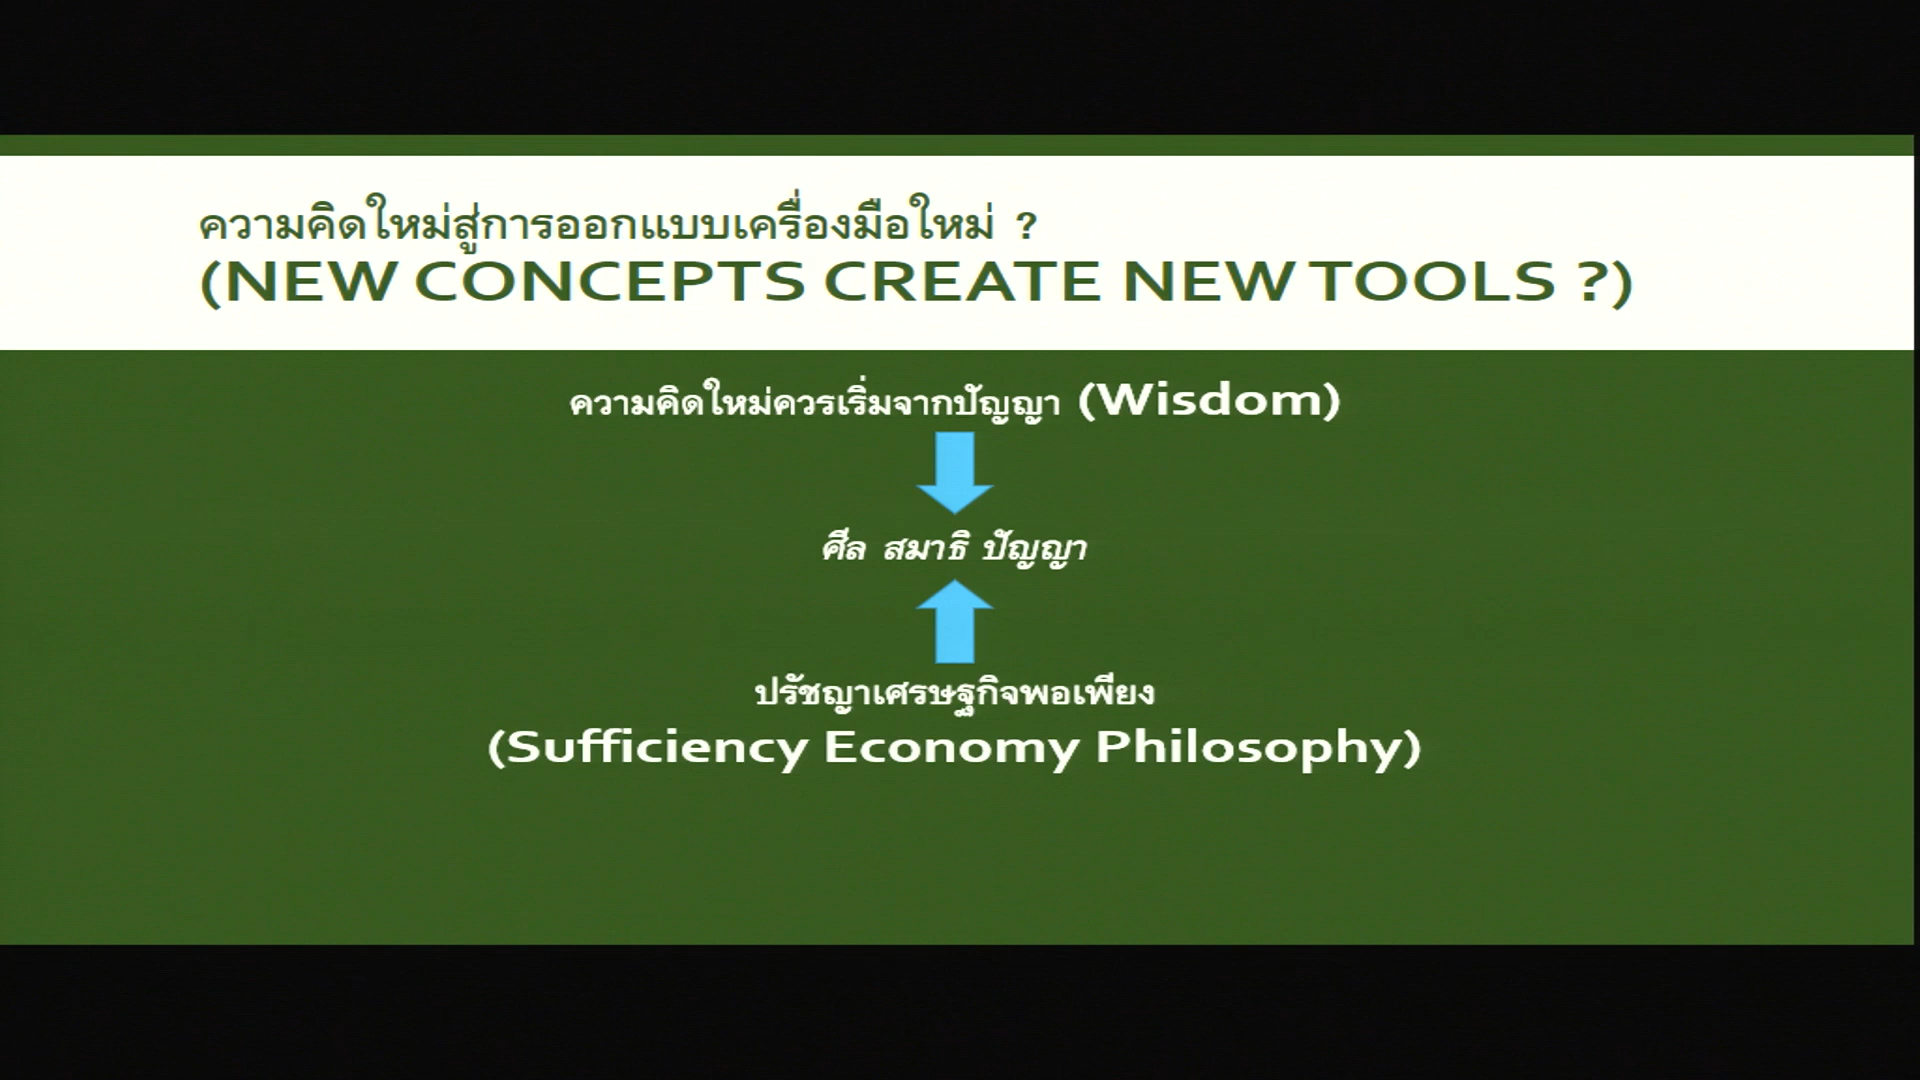 ความคิดใหม่สู่การออกแบบเครื่องมือใหม่ ?
(NEW CONCEPTS CREATE NEW TOOLS ?)
ความคิดใหม่ควรเริ่มจากปัญญา (Wisdom)
ศีล สมาธิ ปัญญา
ปรัชญาเศรษฐกิจพอเพียง
(Sufficiency Economy Philosophy)